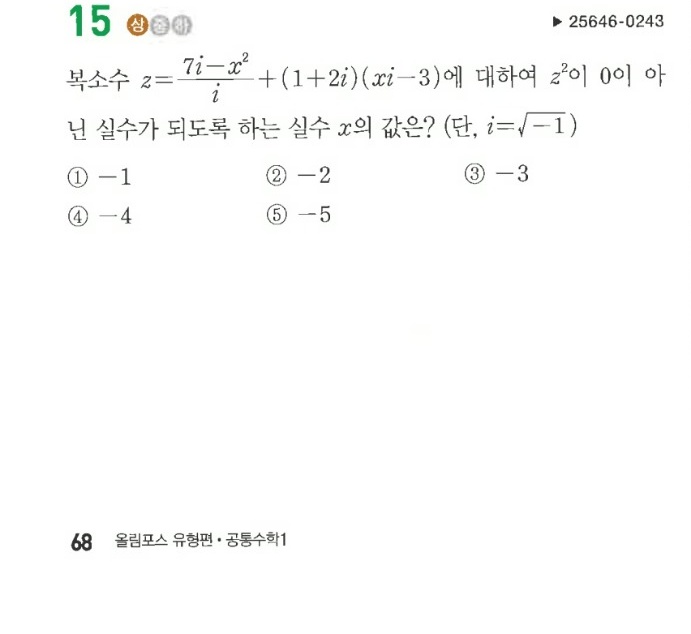 15 상 중 하 ▶ 25646-0243
복소수 z=\frac{7i-x^2}{i}+(1+2i)(xi-3)에 대하여 z²이 0이 아
닌 실수가 되도록 하는 실수 x의 값은? (단, i=√-1)
① -1 ② -2 ③ -3
④ -4 ⑤ -5
68 올림포스 유형편 • 공통수학1